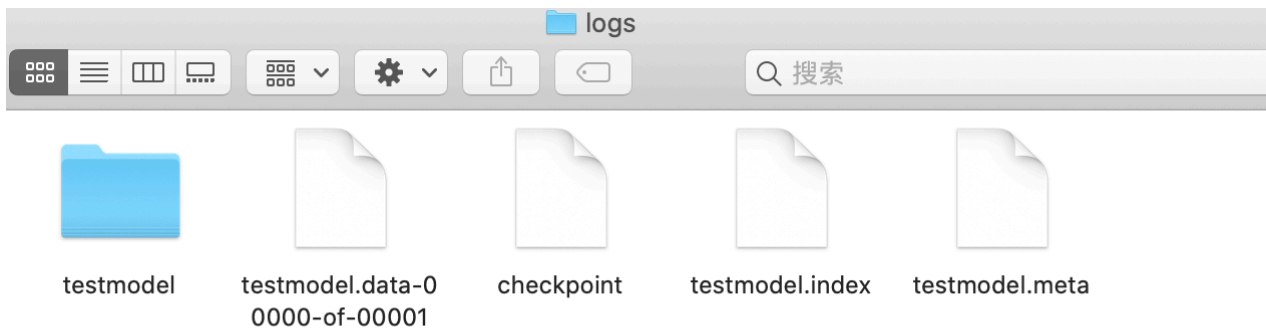 logs
搜索
testmodel
testmodel.data-0
0000-of-00001
checkpoint
testmodel.index
testmodel.meta